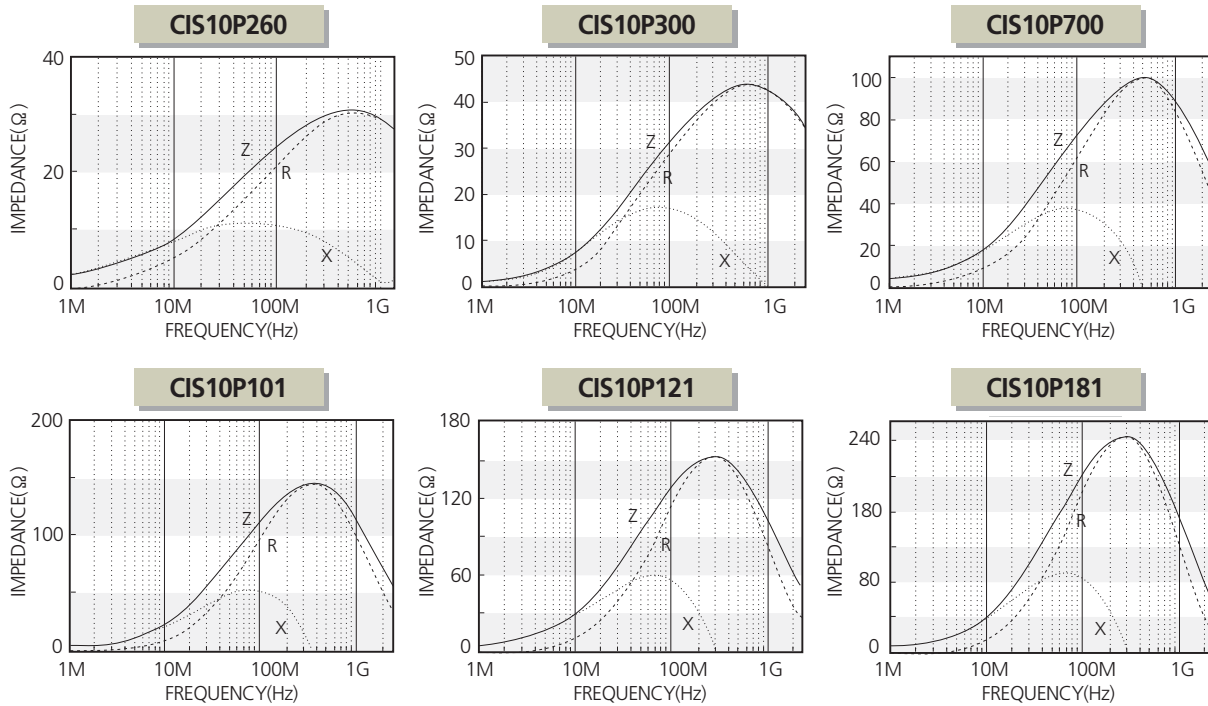 CIS10P260
CIS10P300
CIS10P700
IMPEDANCE(Ω)
40
20
0
Z
R
X
1M
10M
100M
1G
FREQUENCY(Hz)
IMPEDANCE(Ω)
50
40
30
20
10
0
Z
R
X
1M
10M
100M
1G
FREQUENCY(Hz)
IMPEDANCE(Ω)
100
80
60
40
20
0
Z
R
X
1M
10M
100M
1G
FREQUENCY(Hz)
CIS10P101
CIS10P121
CIS10P181
IMPEDANCE(Ω)
200
100
0
Z
R
X
1M
10M
100M
1G
FREQUENCY(Hz)
IMPEDANCE(Ω)
180
120
60
0
Z
R
X
1M
10M
100M
1G
FREQUENCY(Hz)
IMPEDANCE(Ω)
240
180
80
0
Z
R
X
1M
10M
100M
1G
FREQUENCY(Hz)